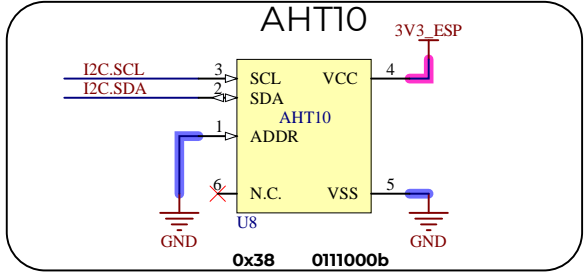 AHT10
3V3_ESP
I2C.SCL 3 SCL VCC 4
I2C.SDA 2 SDA
AHT10
1 ADDR
6 N.C. VSS 5
U8
GND GND
0x38 0111000b